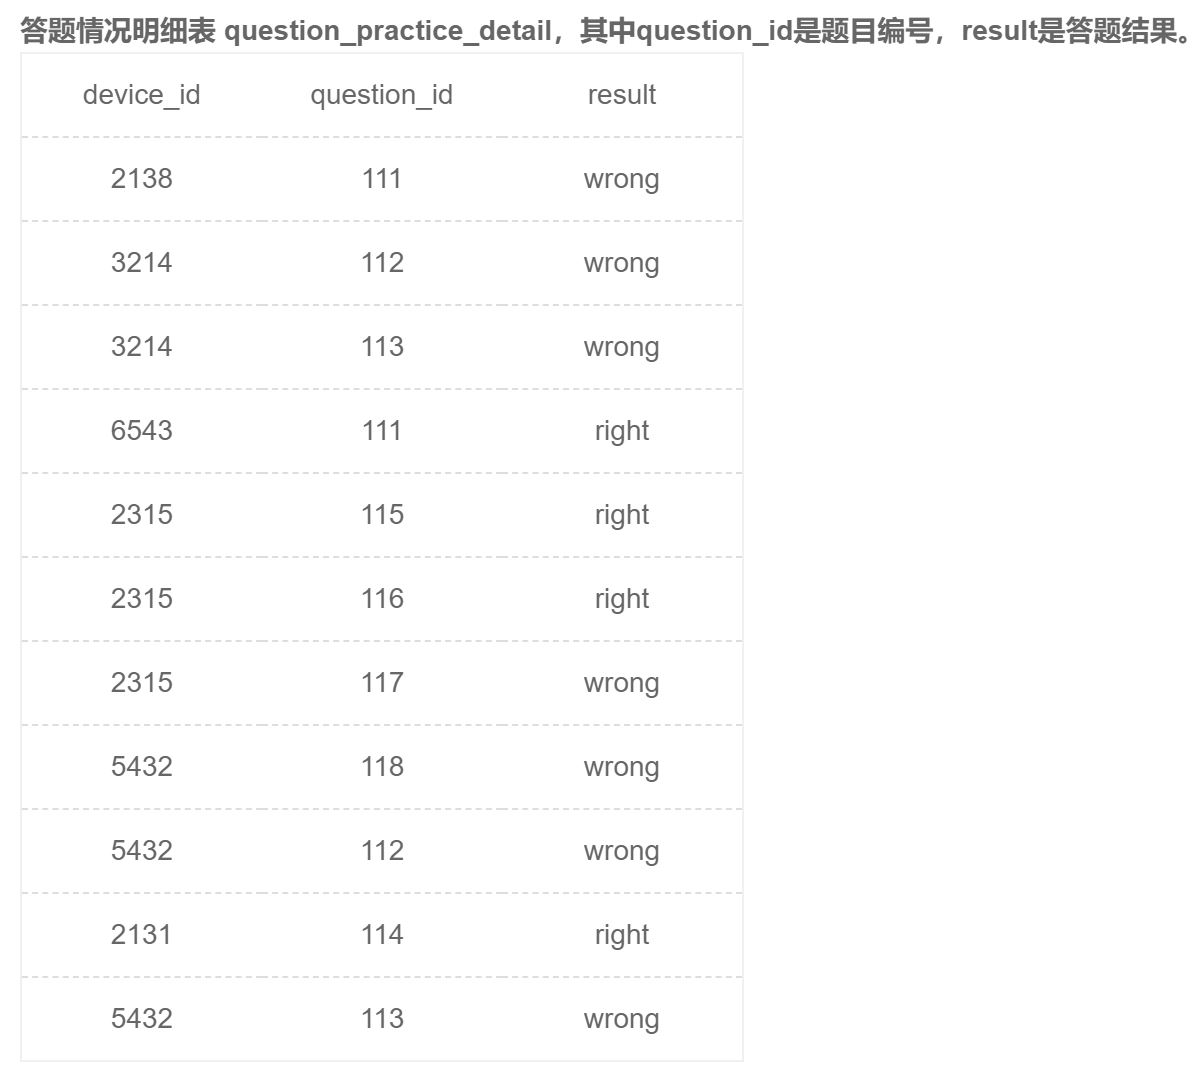 答题情况明细表 question_practice_detail，其中question_id是题目编号，result是答题结果。
device_id question_id result
2138 111 wrong
3214 112 wrong
3214 113 wrong
6543 111 right
2315 115 right
2315 116 right
2315 117 wrong
5432 118 wrong
5432 112 wrong
2131 114 right
5432 113 wrong